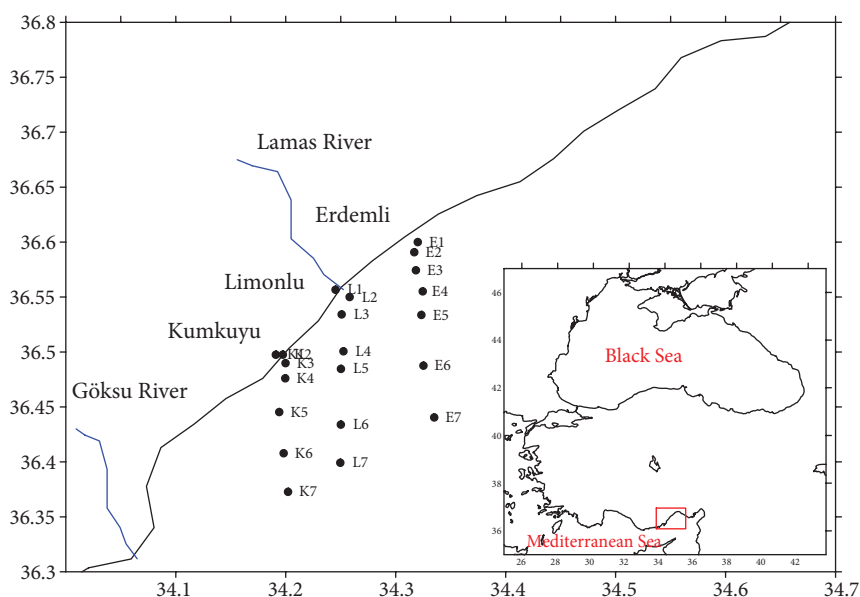 36.8
36.75
36.7
36.65
36.6
36.55
36.5
36.45
36.4
36.35
36.3
34.1
34.2
34.3
34.4
34.5
34.6
34.7
Lamas River
Erdemli
Limonlu
Kumkuyu
Göksu River
E1
E2
E3
E4
E5
E6
E7
L1
L2
L3
L4
L5
L6
L7
K1
K2
K3
K4
K5
K6
K7
Black Sea
Mediterranean Sea
46
44
42
41
40
38
37
36
26
28
30
32
34
36
38
40
42